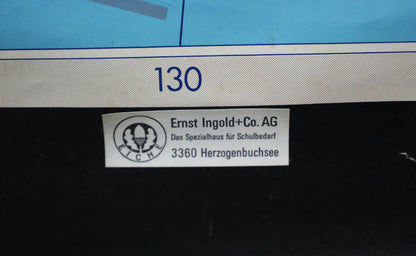 130
Ernst Ingold+Co. AG
Das Spezialhaus für Schulbedarf
3360 Herzogenbuchsee
EICHE